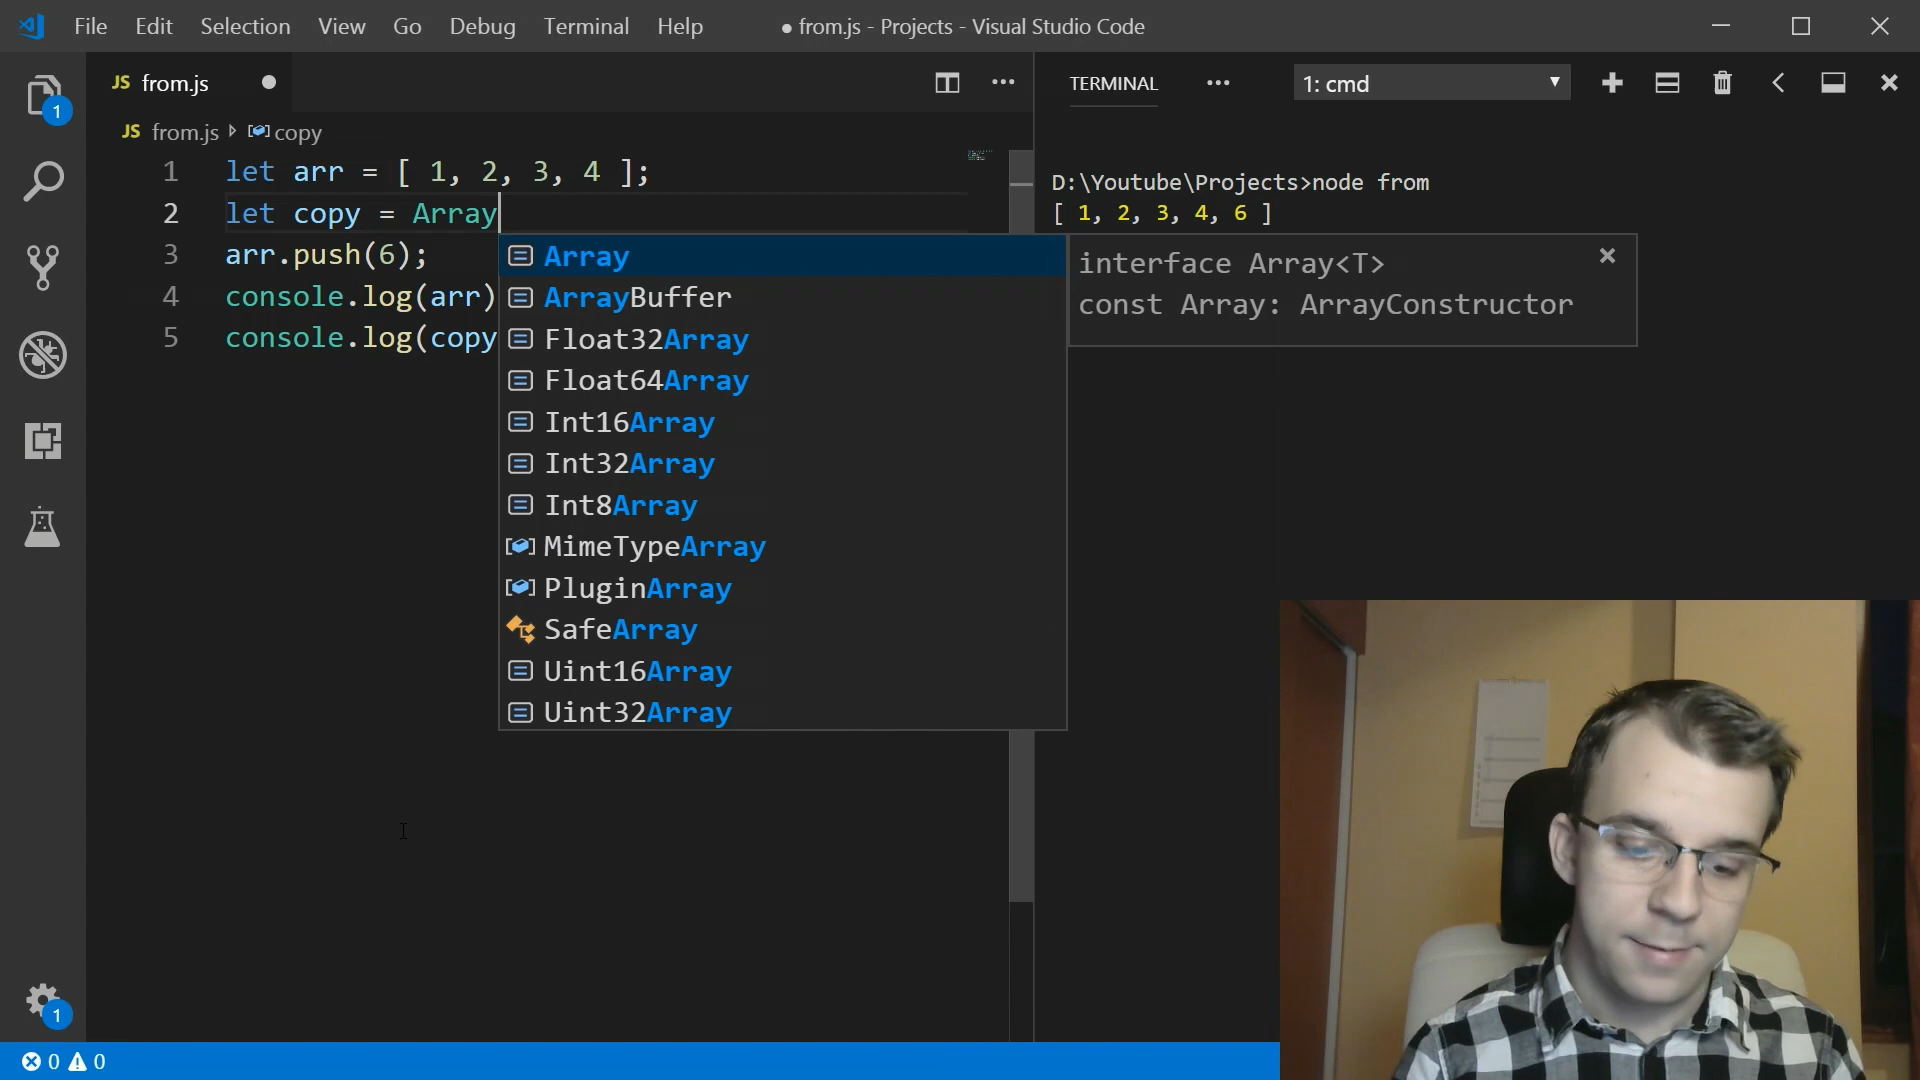 File Edit Selection View Go Debug Terminal Help ● from.js - Projects - Visual Studio Code
1
JS from.js
JS from.js copy
1 let arr = [ 1, 2, 3, 4 ];
2 let copy = Array
3 arr.push(6);
4 console.log(arr)
5 console.log(copy
Array
ArrayBuffer
Float32Array
Float64Array
Int16Array
Int32Array
Int8Array
MimeTypeArray
PluginArray
SafeArray
Uint16Array
Uint32Array
TERMINAL 1: cmd
D:\Youtube\Projects>node from
[ 1, 2, 3, 4, 6 ]
interface Array<T>
const Array: ArrayConstructor
1
0 0